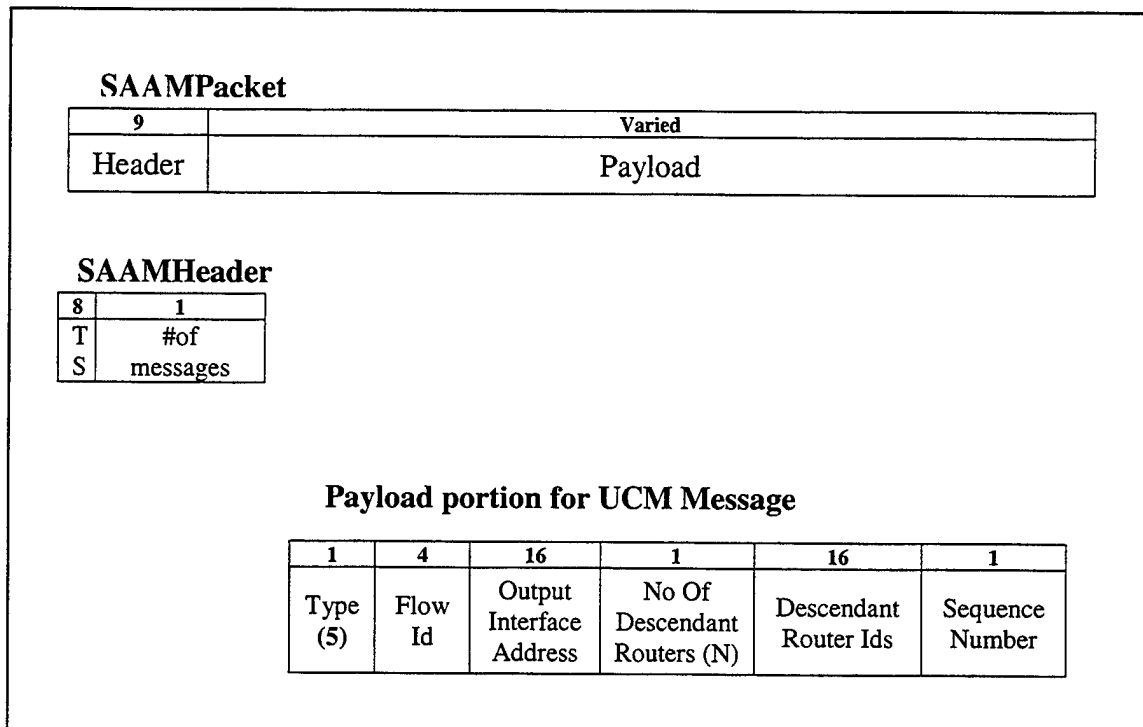 SAAMPacket
9 Varied
Header Payload
SAAMHeader
8 1
T #of
S messages
Payload portion for UCM Message
1 4 16 1 16 1
Type (5)
Flow Id
Output Interface Address
No Of Descendant Routers (N)
Descendant Router Ids
Sequence Number